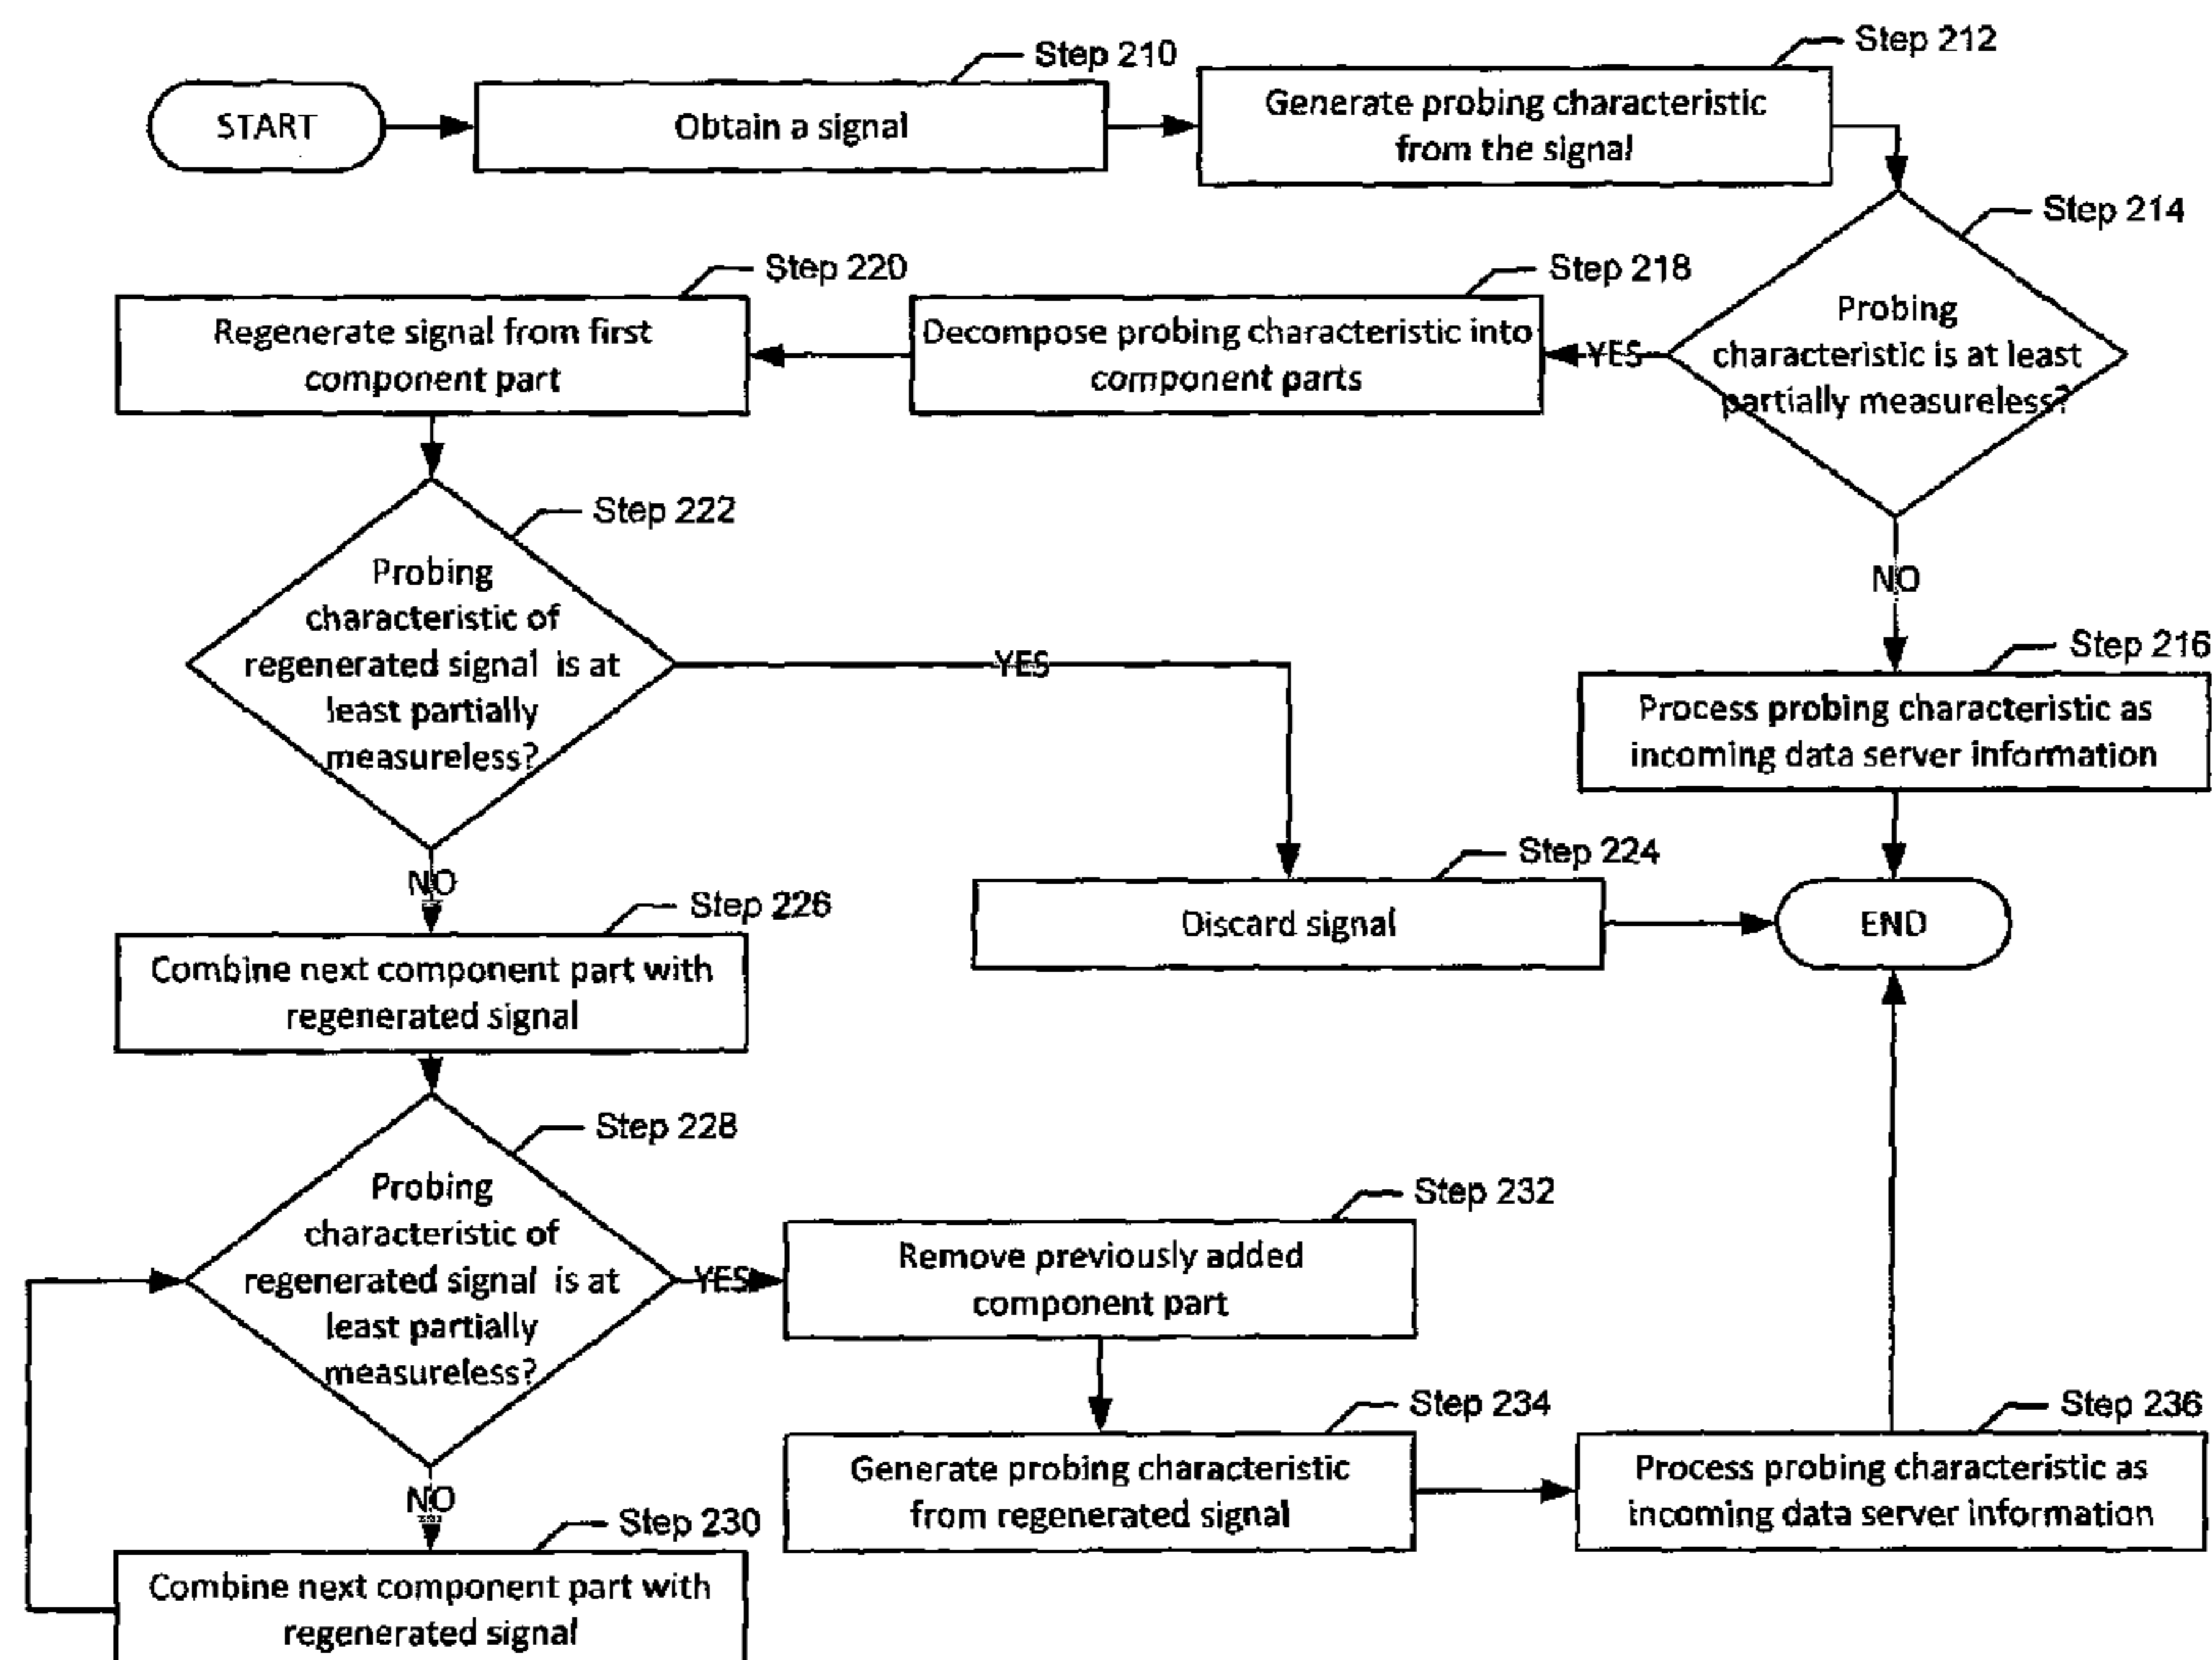 Step 210
Step 212
START
Obtain a signal
Generate probing characteristic
from the signal
Step 214
Step 220
Step 218
Regenerate signal from first
component part
Decompose probing characteristic into
component parts
YES
Probing
characteristic is at least
partially measureless?
Step 222
Probing
characteristic of
regenerated signal is at
least partially
measureless?
YES
NO
Step 216
Process probing characteristic as
incoming data server information
NO
Step 224
Step 226
Discard signal
END
Combine next component part with
regenerated signal
Step 228
Probing
characteristic of
regenerated signal is at
least partially
measureless?
YES
Step 232
Remove previously added
component part
Step 234
Step 236
Generate probing characteristic
from regenerated signal
Process probing characteristic as
incoming data server information
NO
Step 230
Combine next component part with
regenerated signal